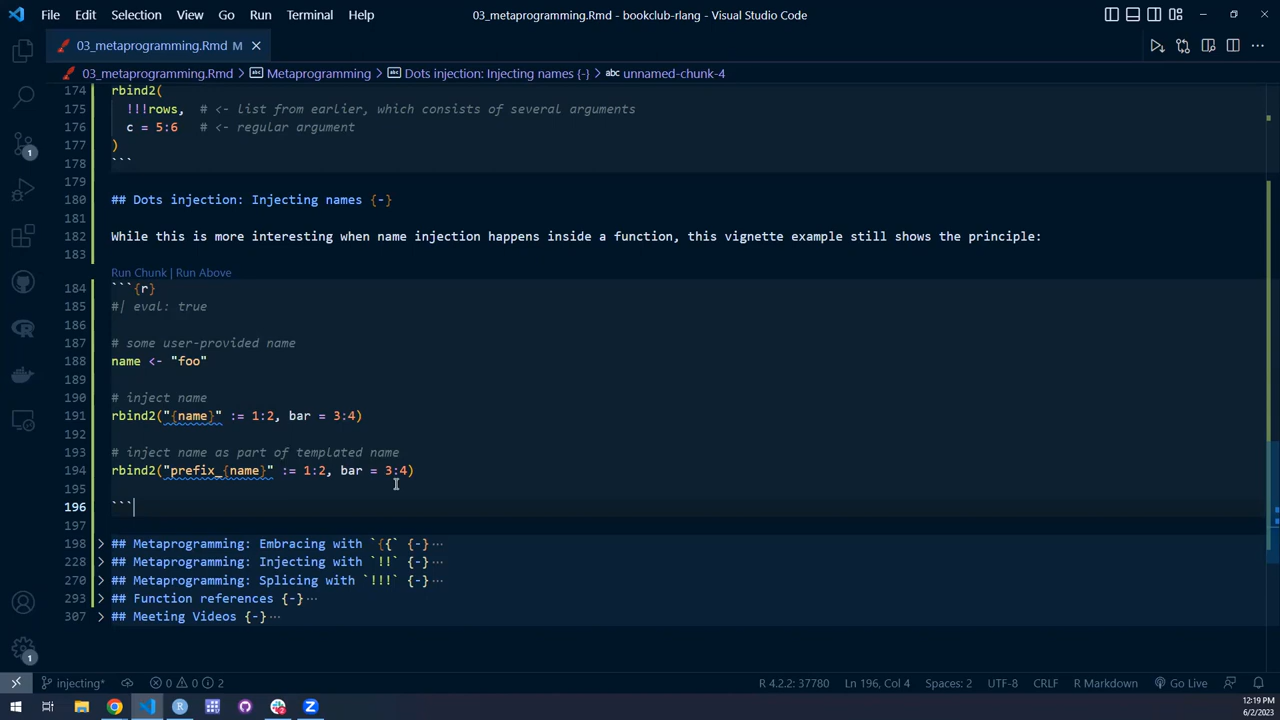 File Edit Selection View Go Run Terminal Help 03_metaprogramming.Rmd - bookclub-rlang - Visual Studio Code
03_metaprogramming.Rmd M
03_metaprogramming.Rmd > Metaprogramming > Dots injection: Injecting names {-} > unnamed-chunk-4
174 rbind2(
175 !!!rows, # <- list from earlier, which consists of several arguments
176 c = 5:6 # <- regular argument
177 )
178 ```
179
180 ## Dots injection: Injecting names {-}
181
182 While this is more interesting when name injection happens inside a function, this vignette example still shows the principle:
183
Run Chunk | Run Above
184 ```{r}
185 #| eval: true
186
187 # some user-provided name
188 name <- "foo"
189
190 # inject name
191 rbind2("{name}" := 1:2, bar = 3:4)
192
193 # inject name as part of templated name
194 rbind2("prefix_{name}" := 1:2, bar = 3:4)
195
196 ```
197
198 ## Metaprogramming: Embracing with `{{` {-}···
228 ## Metaprogramming: Injecting with `!!` {-}···
270 ## Metaprogramming: Splicing with `!!!` {-}···
293 ## Function references {-}···
307 ## Meeting Videos {-}···
injecting* 0 0 2 R 4.2.2: 37780 Ln 196, Col 4 Spaces: 2 UTF-8 CRLF R Markdown Go Live
12:19 PM
6/2/2023